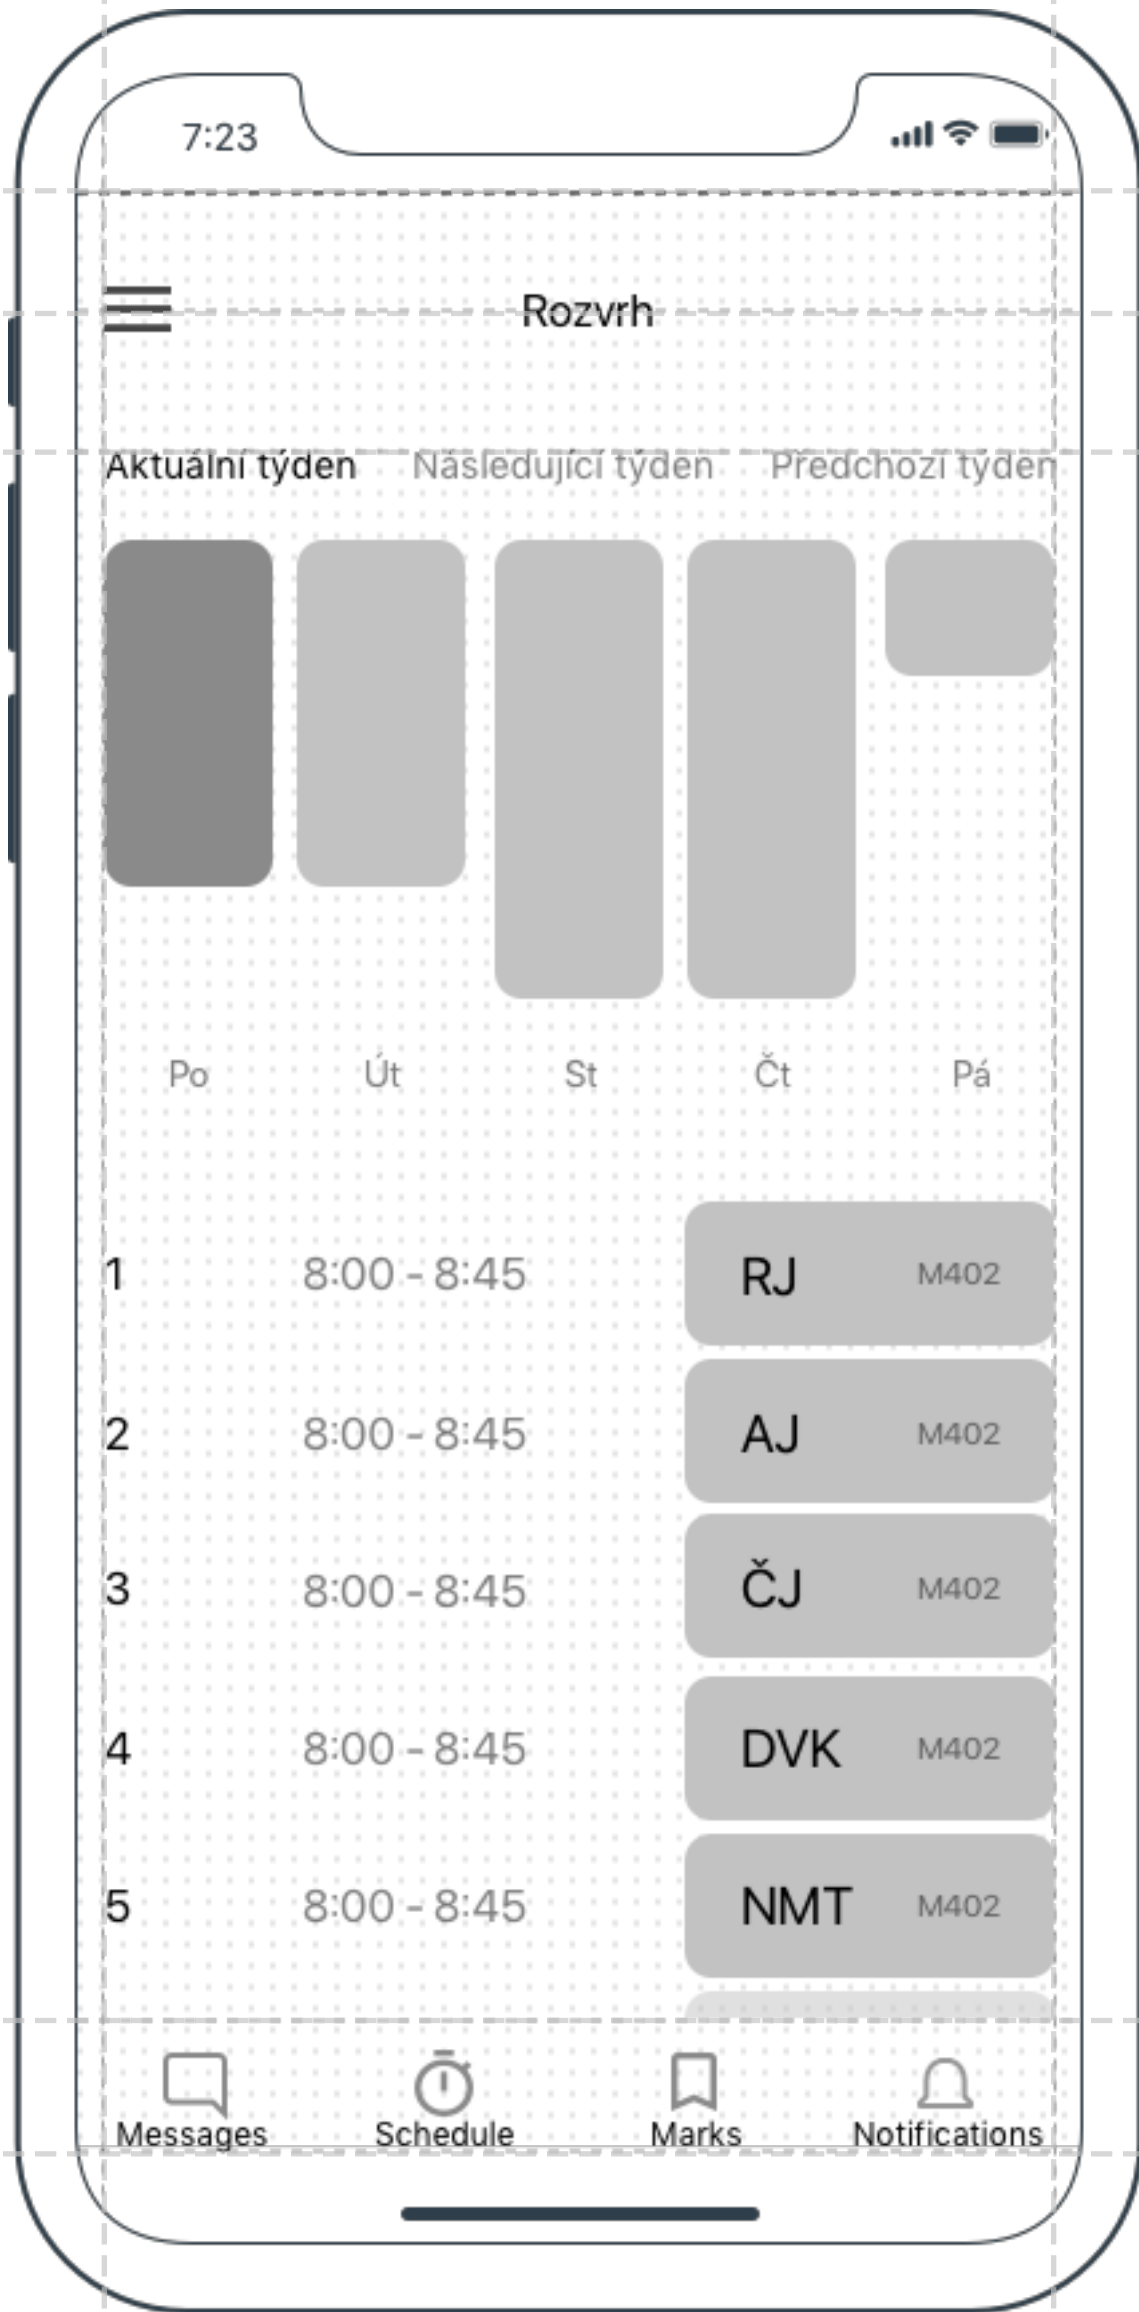 7:23
Rozvrh
Aktuální týden Následující týden Předchozí týden
Po Út St Čt Pá
1 8:00 - 8:45 RJ M402
2 8:00 - 8:45 AJ M402
3 8:00 - 8:45 ČJ M402
4 8:00 - 8:45 DVK M402
5 8:00 - 8:45 NMT M402
Messages Schedule Marks Notifications